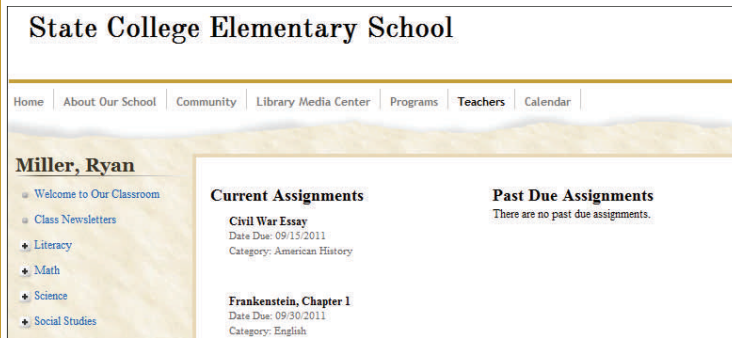 State College Elementary School
Home About Our School Community Library Media Center Programs Teachers Calendar
Miller, Ryan
Welcome to Our Classroom
Class Newsletters
Literacy
Math
Science
Social Studies
Current Assignments
Civil War Essay
Date Due: 09/15/2011
Category: American History
Frankenstein, Chapter 1
Date Due: 09/30/2011
Category: English
Past Due Assignments
There are no past due assignments.